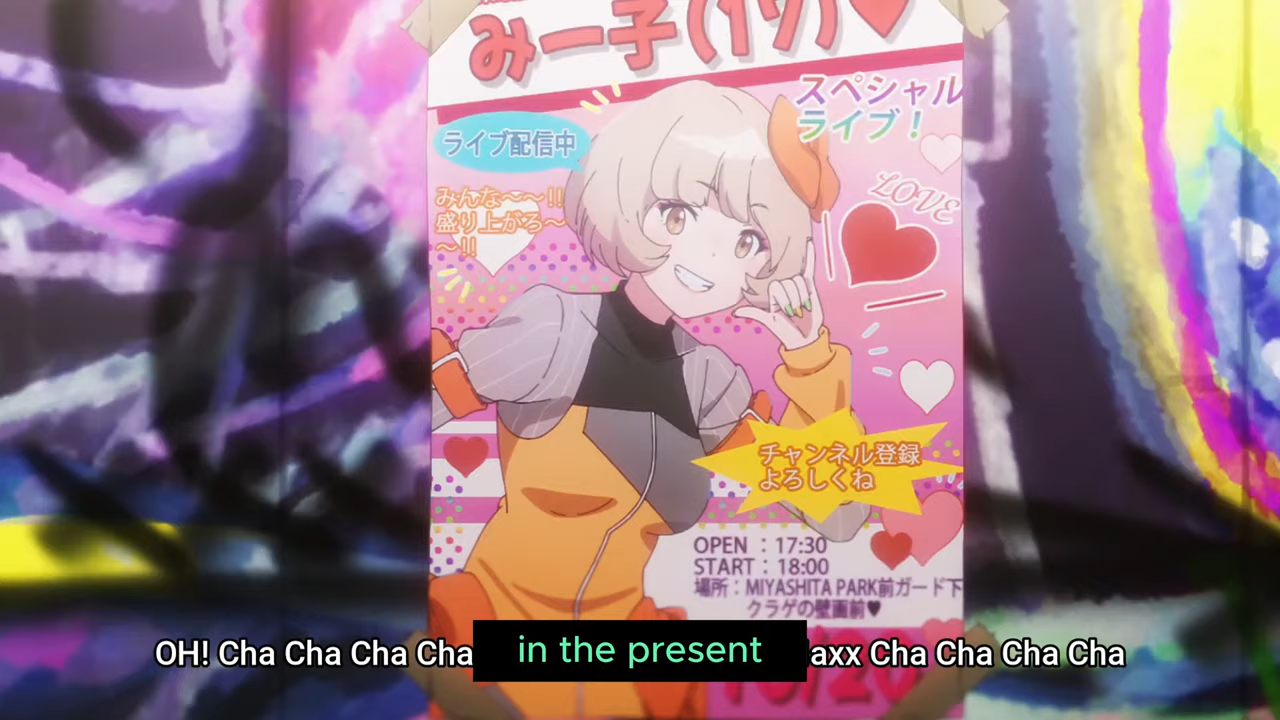 みー子(17)♥
スペシャル
ライブ！
ライブ配信中
みんな～～!!
盛り上がろ～
～!!
LOVE
チャンネル登録
よろしくね
OPEN ：17:30
START：18:00
場所：MIYASHITA PARK前ガード下
クラゲの壁画前♥
OH! Cha Cha Cha Cha
in the present
axx Cha Cha Cha Cha
10/20